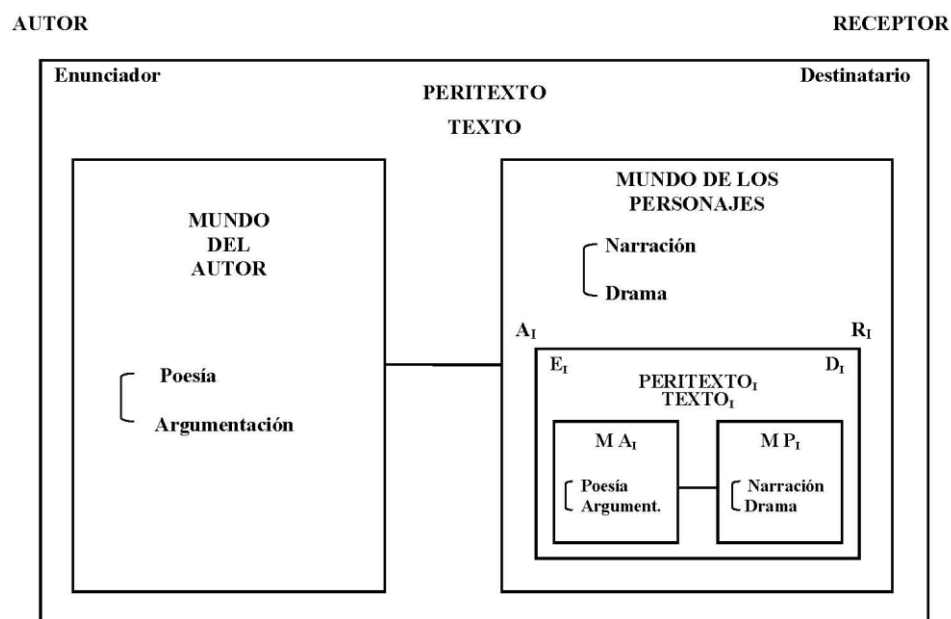 AUTOR
RECEPTOR
Enunciador
Destinatario
PERITEXTO
TEXTO
MUNDO
DEL
AUTOR
Poesía
Argumentación
MUNDO DE LOS
PERSONAJES
Narración
Drama
A_I
R_I
E_I
D_I
PERITEXTO_I
TEXTO_I
M A_I
Poesía
Argument.
M P_I
Narración
Drama